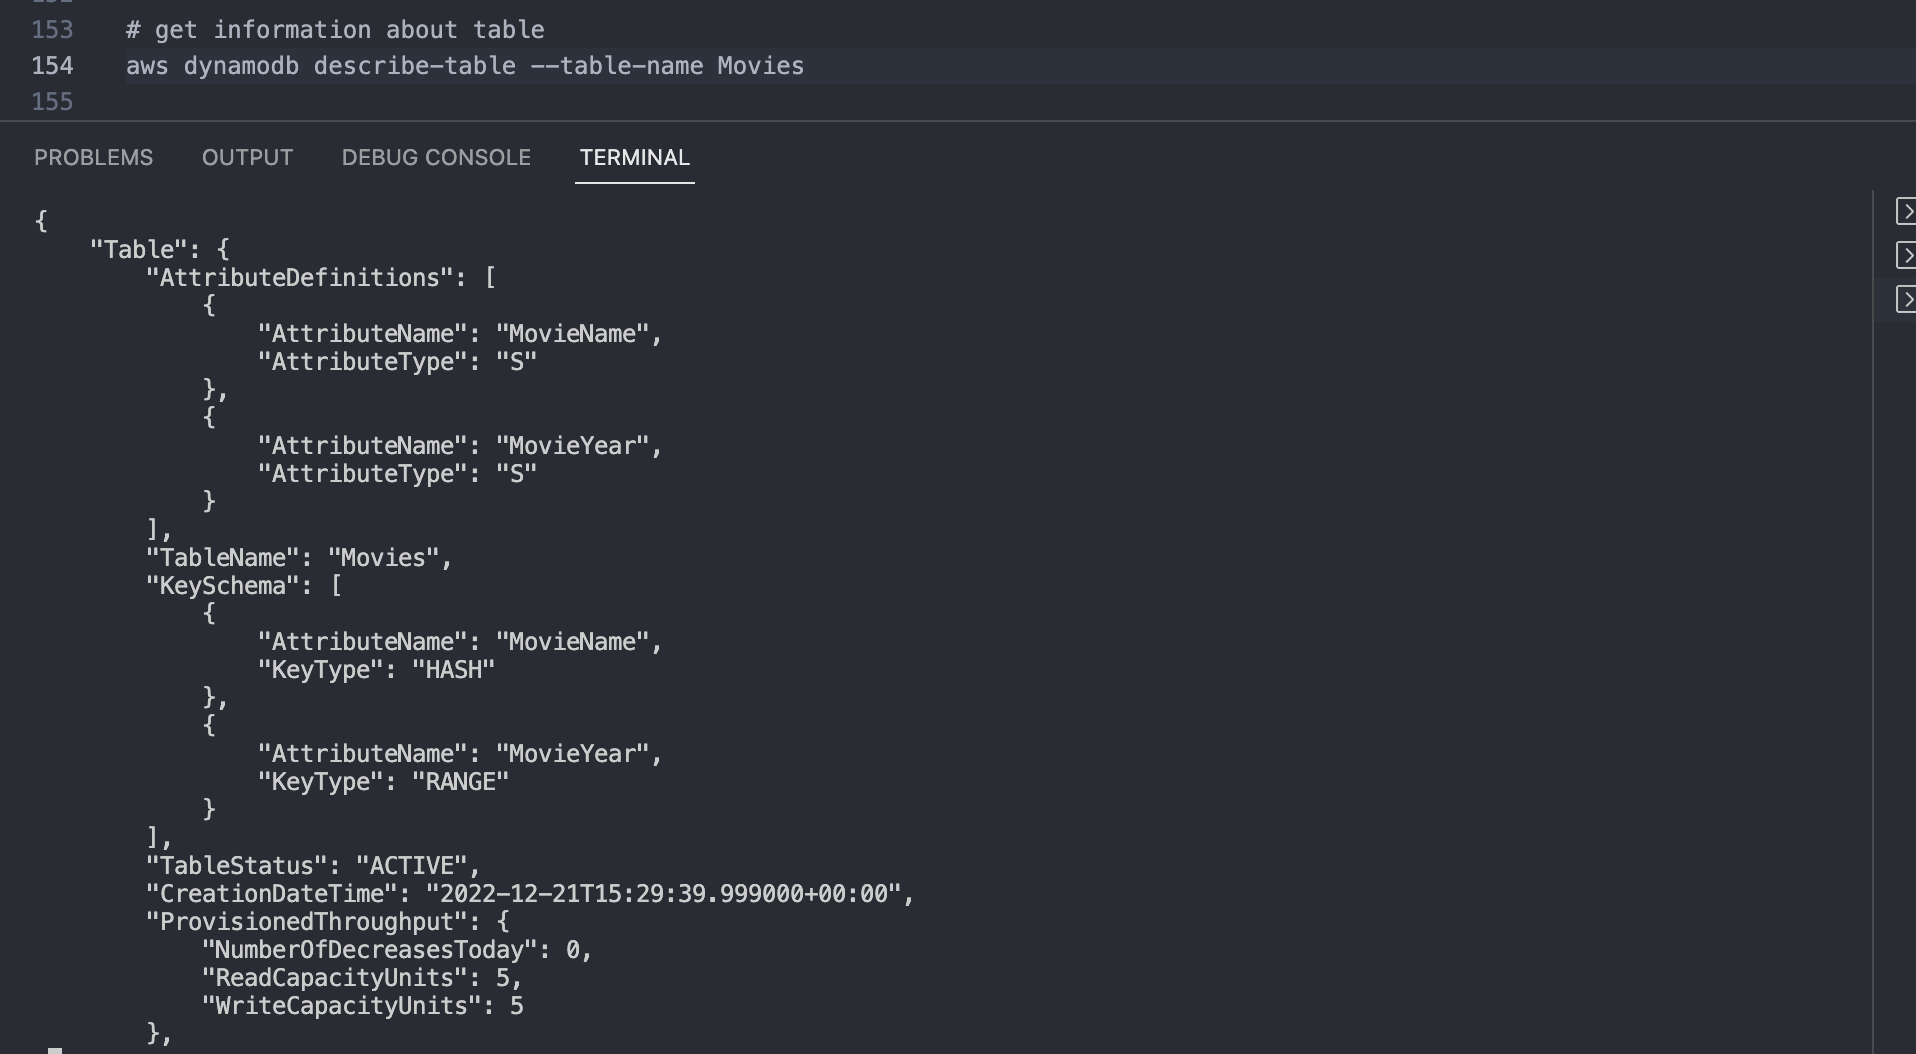 153 # get information about table
154 aws dynamodb describe-table --table-name Movies
155
PROBLEMS OUTPUT DEBUG CONSOLE TERMINAL
{
    "Table": {
        "AttributeDefinitions": [
            {
                "AttributeName": "MovieName",
                "AttributeType": "S"
            },
            {
                "AttributeName": "MovieYear",
                "AttributeType": "S"
            }
        ],
        "TableName": "Movies",
        "KeySchema": [
            {
                "AttributeName": "MovieName",
                "KeyType": "HASH"
            },
            {
                "AttributeName": "MovieYear",
                "KeyType": "RANGE"
            }
        ],
        "TableStatus": "ACTIVE",
        "CreationDateTime": "2022-12-21T15:29:39.999000+00:00",
        "ProvisionedThroughput": {
            "NumberOfDecreasesToday": 0,
            "ReadCapacityUnits": 5,
            "WriteCapacityUnits": 5
        },